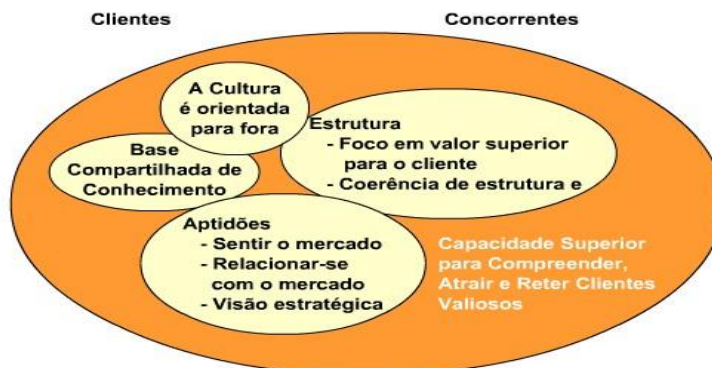 Clientes
Concorrentes
A Cultura
é orientada
para fora
Estrutura
- Foco em valor superior
para o cliente
- Coerência de estrutura e
Base
Compartilhada de
Conhecimento
Aptidões
- Sentir o mercado
- Relacionar-se
com o mercado
- Visão estratégica
Capacidade Superior
para Compreender,
Atrair e Reter Clientes
Valiosos